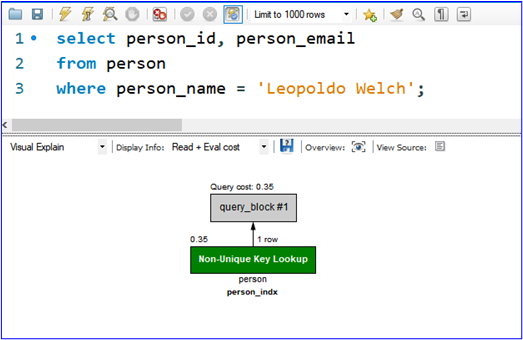 Limit to 1000 rows
1 select person_id, person_email
2 from person
3 where person_name = 'Leopoldo Welch';
Visual Explain Display Info: Read + Eval cost Overview: View Source:
Query cost: 0.35
query_block #1
0.35 1 row
Non-Unique Key Lookup
person
person_indx